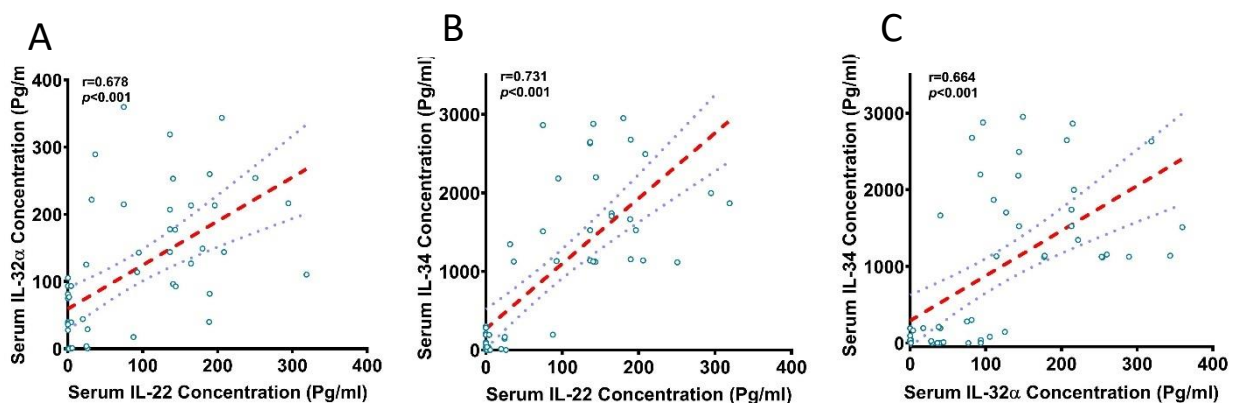 A
r=0.678
p<0.001
Serum IL-32α Concentration (Pg/m
400
300
200
100
0
0
100
200
300
400
Serum IL-22 Concentration (Pg/ml)
B
r=0.731
p<0.001
Serum IL-34 Concentration (Pg/ml)
3000
2000
1000
0
0
100
200
300
400
Serum IL-22 Concentration (Pg/ml)
C
r=0.664
p<0.001
Serum IL-34 Concentration (Pg/ml)
3000
2000
1000
0
0
100
200
300
400
Serum IL-32α Concentration (Pg/ml)